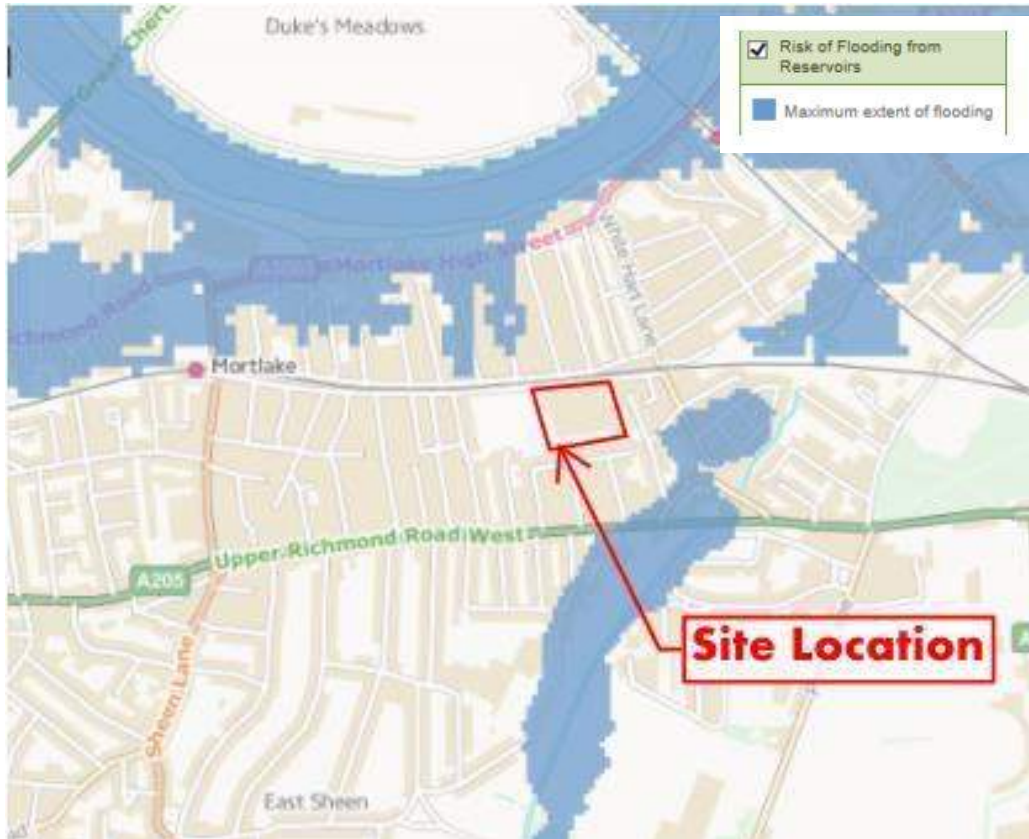 Duke's Meadows
Risk of Flooding from
Reservoirs
Maximum extent of flooding
Mortlake High Street
White Hart Lane
Richmond Road
Mortlake
Upper Richmond Road West
A205
Site Location
Sheen Lane
East Sheen